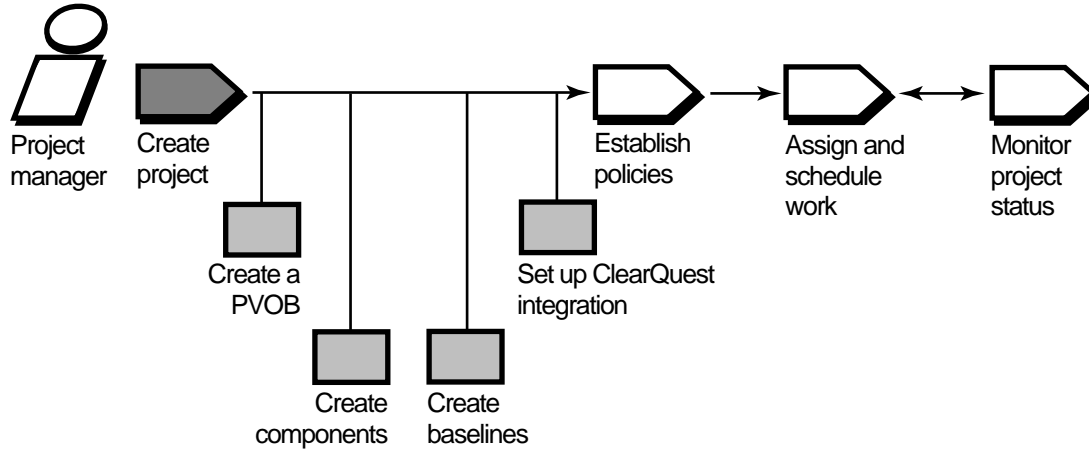 Project
manager
Create
project
Establish
policies
Assign and
schedule
work
Monitor
project
status
Create a
PVOB
Set up ClearQuest
integration
Create
components
Create
baselines